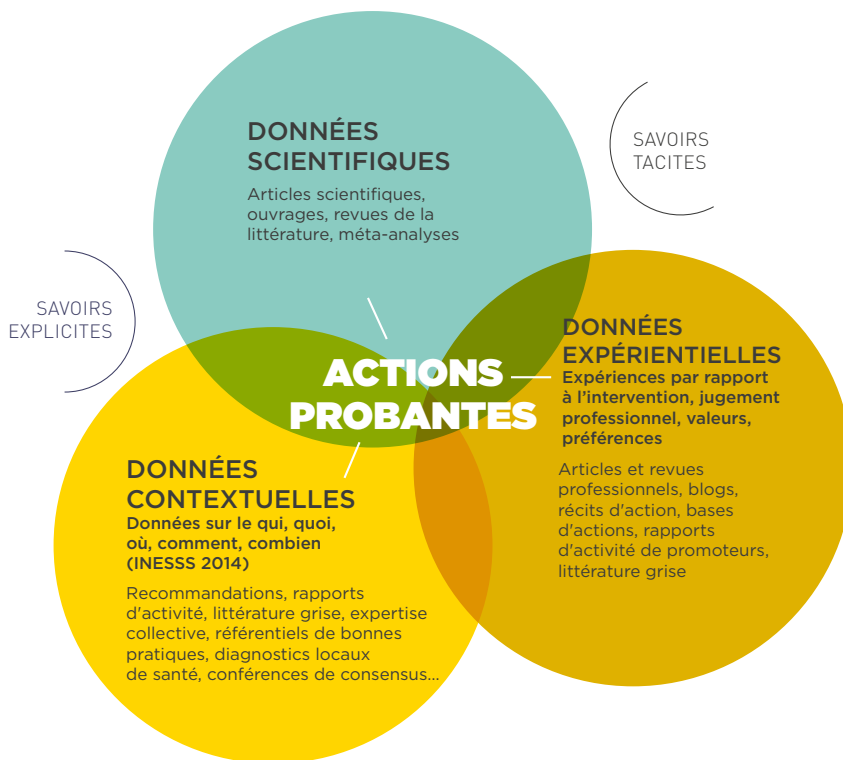 DONNÉES
SCIENTIFIQUES
Articles scientifiques,
ouvrages, revues de la
littérature, méta-analyses
SAVOIRS
TACITES
SAVOIRS
EXPLICITES
ACTIONS
PROBANTES
DONNÉES
EXPÉRIENTIELLES
Expériences par rapport
à l'intervention, jugement
professionnel, valeurs,
préférences
Articles et revues
professionnels, blogs,
récits d'action, bases
d'actions, rapports
d'activité de promoteurs,
littérature grise
DONNÉES
CONTEXTUELLES
Données sur le qui, quoi,
où, comment, combien
(INESSS 2014)
Recommandations, rapports
d'activité, littérature grise, expertise
collective, référentiels de bonnes
pratiques, diagnostics locaux
de santé, conférences de consensus...